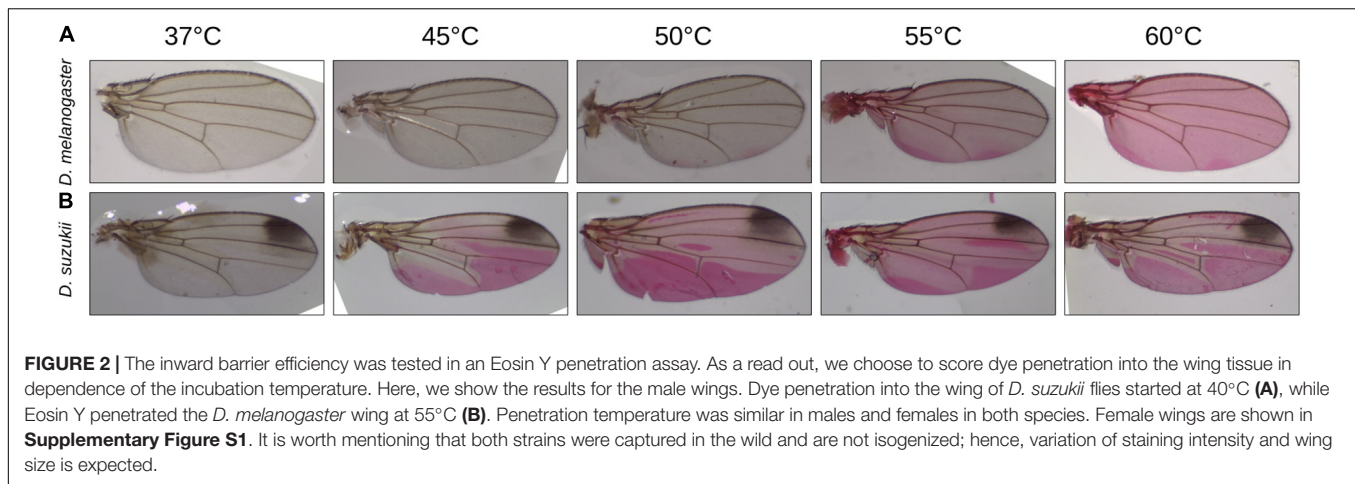 A
37°C 45°C 50°C 55°C 60°C
D. melanogaster
B
D. suzukii
FIGURE 2 | The inward barrier efficiency was tested in an Eosin Y penetration assay. As a read out, we choose to score dye penetration into the wing tissue in
dependence of the incubation temperature. Here, we show the results for the male wings. Dye penetration into the wing of D. suzukii flies started at 40°C (A), while
Eosin Y penetrated the D. melanogaster wing at 55°C (B). Penetration temperature was similar in males and females in both species. Female wings are shown in
Supplementary Figure S1. It is worth mentioning that both strains were captured in the wild and are not isogenized; hence, variation of staining intensity and wing
size is expected.